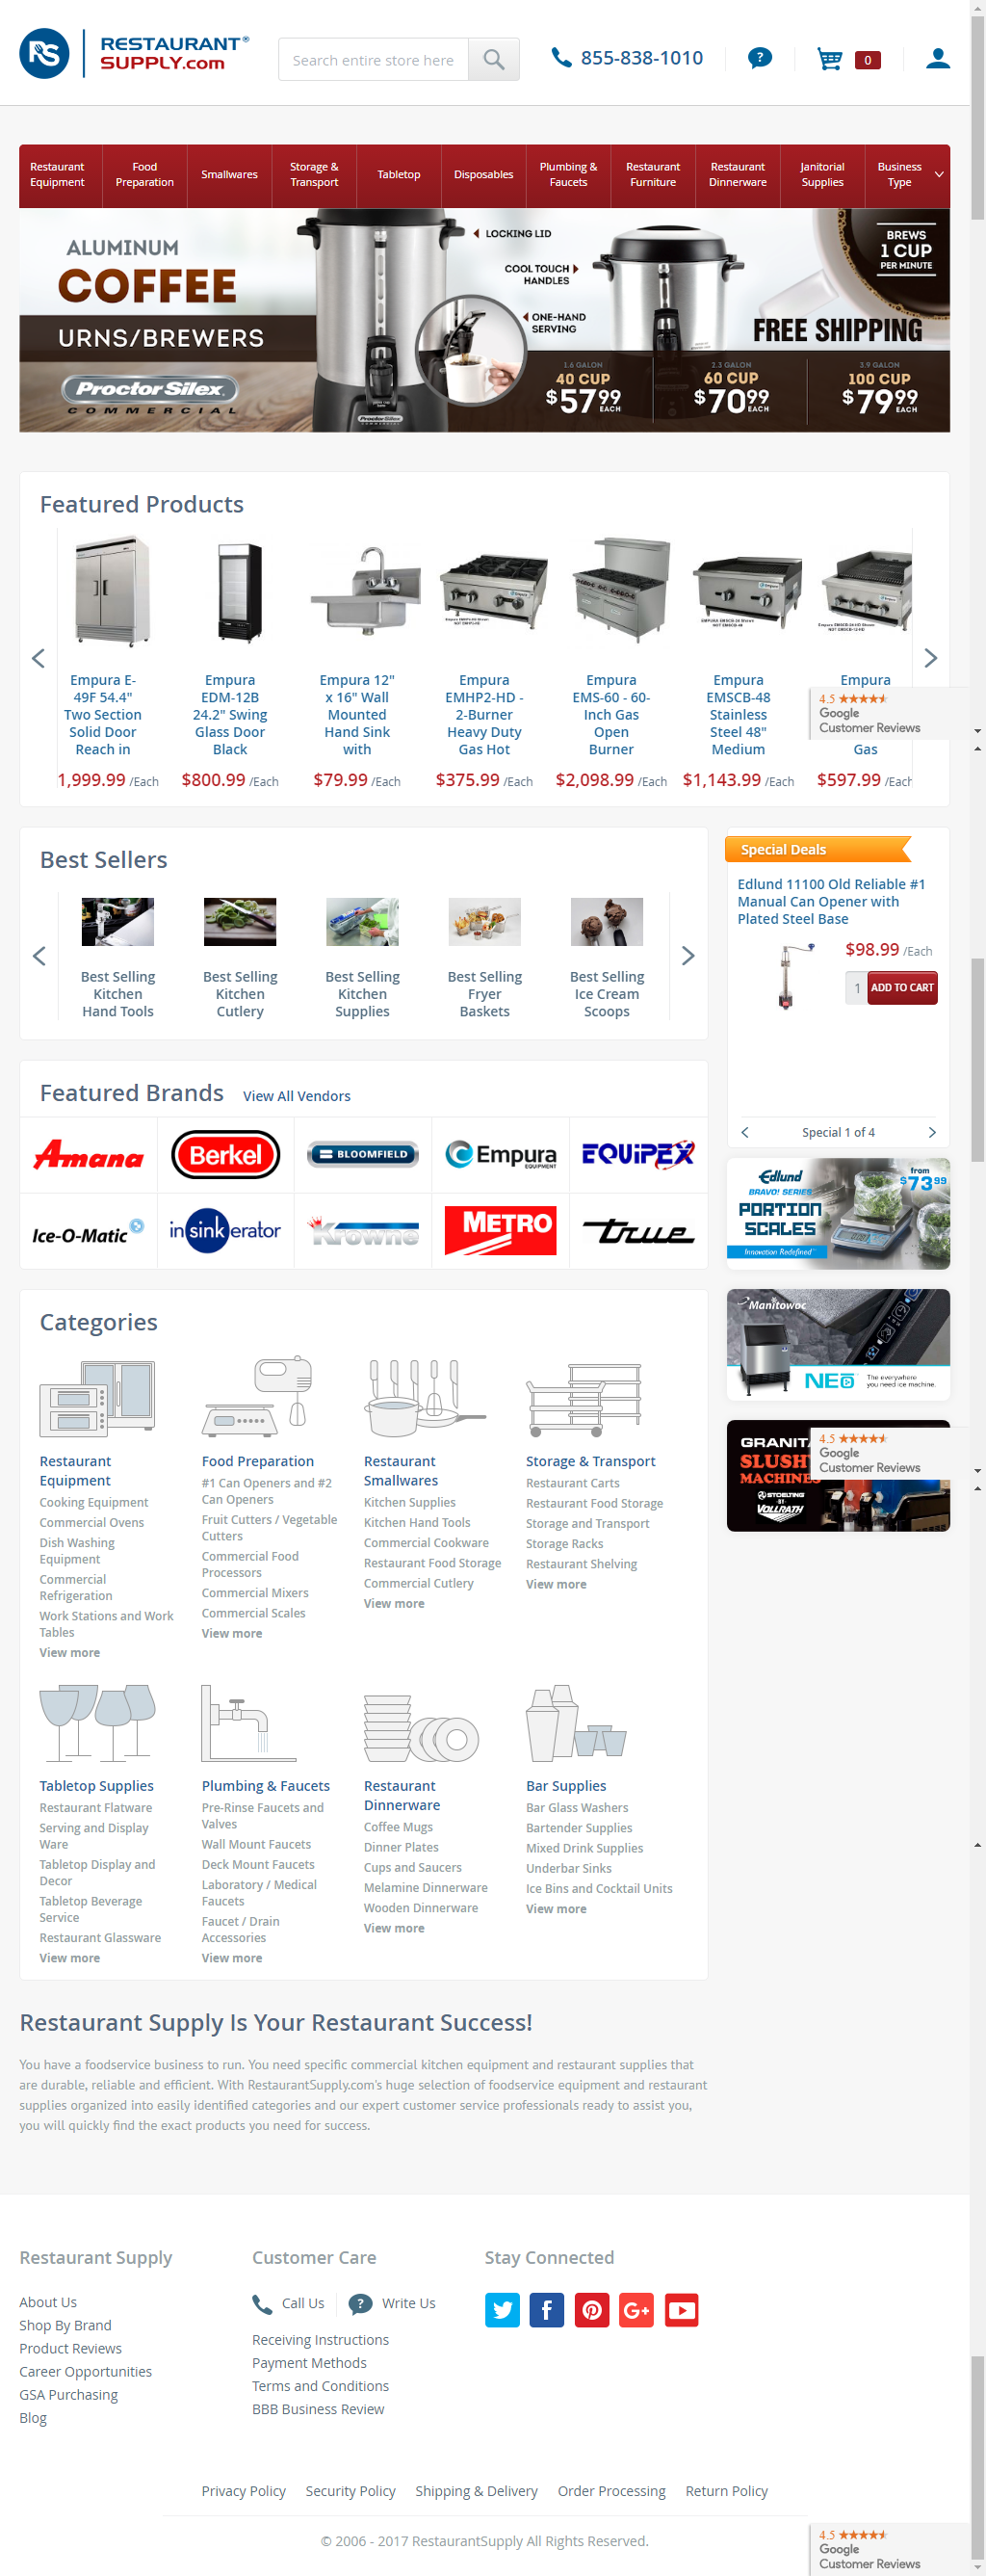 RS RESTAURANT®
SUPPLY.com
Search entire store here
855-838-1010
?
0
Restaurant Equipment
Food Preparation
Smallwares
Storage & Transport
Tabletop
Disposables
Plumbing & Faucets
Restaurant Furniture
Restaurant Dinnerware
Janitorial Supplies
Business Type
ALUMINUM
COFFEE
URNS/BREWERS
Proctor Silex
COMMERCIAL
LOCKING LID
COOL TOUCH
HANDLES
ONE-HAND
SERVING
BREWS
1 CUP
PER MINUTE
FREE SHIPPING
1.6 GALON
40 CUP
$57.99 EACH
2.3 GALON
60 CUP
$70.99 EACH
3.9 GALON
100 CUP
$79.99 EACH
Featured Products
Empura E-
49F 54.4"
Two Section
Solid Door
Reach in
1,999.99 /Each
Empura
EDM-12B
24.2" Swing
Glass Door
Black
$800.99 /Each
Empura 12"
x 16" Wall
Mounted
Hand Sink
with
$79.99 /Each
Empura
EMHP2-HD -
2-Burner
Heavy Duty
Gas Hot
$375.99 /Each
Empura
EMS-60 - 60-
Inch Gas
Open
Burner
$2,098.99 /Each
Empura
EMSCB-48
Stainless
Steel 48"
Medium
$1,143.99 /Each
Empura
Gas
$597.99 /Each
4.5 ★★★★★
Google
Customer Reviews
Best Sellers
Best Selling
Kitchen
Hand Tools
Best Selling
Kitchen
Cutlery
Best Selling
Kitchen
Supplies
Best Selling
Fryer
Baskets
Best Selling
Ice Cream
Scoops
Special Deals
Edlund 11100 Old Reliable #1
Manual Can Opener with
Plated Steel Base
$98.99 /Each
1 ADD TO CART
Special 1 of 4
Featured Brands View All Vendors
Amana
Berkel
BLOOMFIELD
Empura
EQUIPMENT
EQUIPEX
Ice-O-Matic
insinkerator
Krowne
METRO
true
Edlund
BRAVO! SERIES
PORTION
SCALES
Innovation Redefined
from
$73.99
Manitowoc
NEO
The everywhere
you need ice machine.
GRANITA
SLUSHY
MACHINES
STOELTING
BY
VOLLRATH
4.5 ★★★★★
Google
Customer Reviews
Categories
Restaurant
Equipment
Cooking Equipment
Commercial Ovens
Dish Washing
Equipment
Commercial
Refrigeration
Work Stations and Work
Tables
View more
Food Preparation
#1 Can Openers and #2
Can Openers
Fruit Cutters / Vegetable
Cutters
Commercial Food
Processors
Commercial Mixers
Commercial Scales
View more
Restaurant
Smallwares
Kitchen Supplies
Kitchen Hand Tools
Commercial Cookware
Restaurant Food Storage
Commercial Cutlery
View more
Storage & Transport
Restaurant Carts
Restaurant Food Storage
Storage and Transport
Storage Racks
Restaurant Shelving
View more
Tabletop Supplies
Restaurant Flatware
Serving and Display
Ware
Tabletop Display and
Decor
Tabletop Beverage
Service
Restaurant Glassware
View more
Plumbing & Faucets
Pre-Rinse Faucets and
Valves
Wall Mount Faucets
Deck Mount Faucets
Laboratory / Medical
Faucets
Faucet / Drain
Accessories
View more
Restaurant
Dinnerware
Coffee Mugs
Dinner Plates
Cups and Saucers
Melamine Dinnerware
Wooden Dinnerware
View more
Bar Supplies
Bar Glass Washers
Bartender Supplies
Mixed Drink Supplies
Underbar Sinks
Ice Bins and Cocktail Units
View more
Restaurant Supply Is Your Restaurant Success!
You have a foodservice business to run. You need specific commercial kitchen equipment and restaurant supplies that
are durable, reliable and efficient. With RestaurantSupply.com's huge selection of foodservice equipment and restaurant
supplies organized into easily identified categories and our expert customer service professionals ready to assist you,
you will quickly find the exact products you need for success.
Restaurant Supply
About Us
Shop By Brand
Product Reviews
Career Opportunities
GSA Purchasing
Blog
Customer Care
Call Us ? Write Us
Receiving Instructions
Payment Methods
Terms and Conditions
BBB Business Review
Stay Connected
Privacy Policy Security Policy Shipping & Delivery Order Processing Return Policy
© 2006 - 2017 RestaurantSupply All Rights Reserved.
4.5 ★★★★★
Google
Customer Reviews